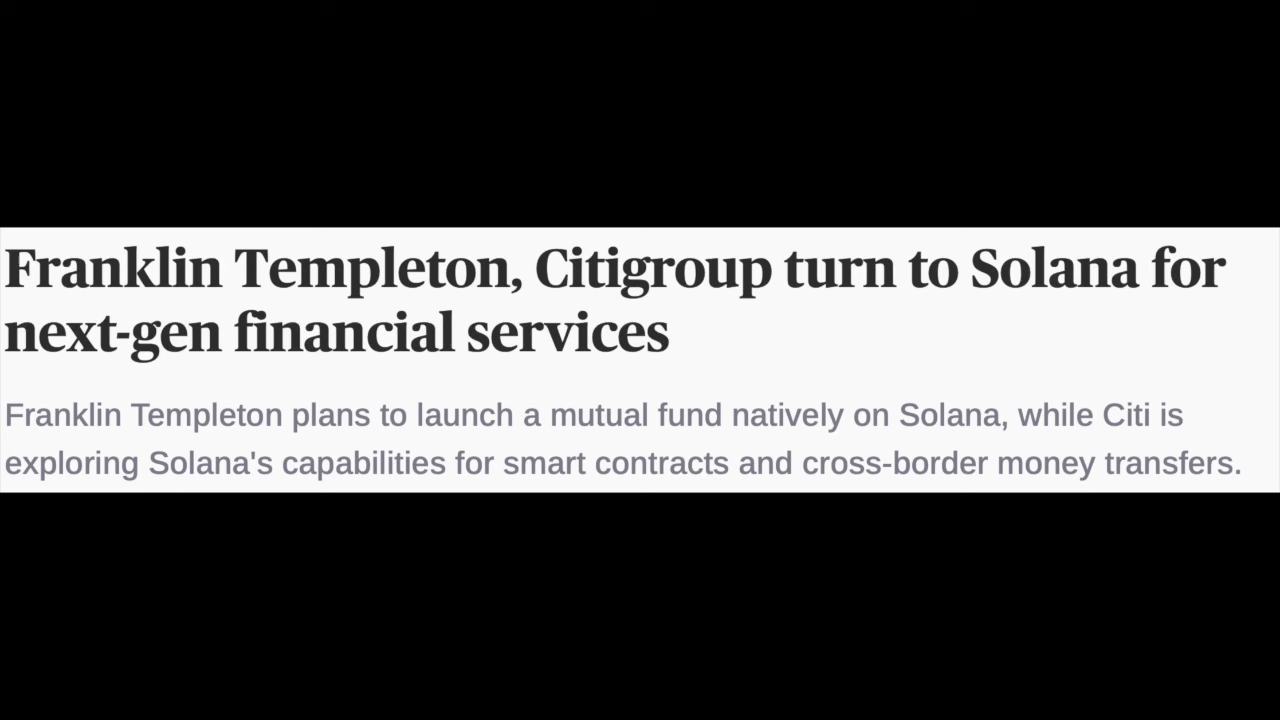 Franklin Templeton, Citigroup turn to Solana for
next-gen financial services
Franklin Templeton plans to launch a mutual fund natively on Solana, while Citi is
exploring Solana's capabilities for smart contracts and cross-border money transfers.